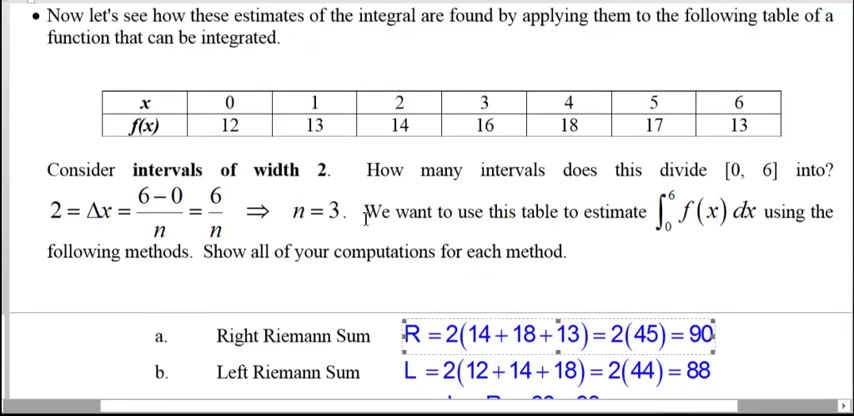 • Now let's see how these estimates of the integral are found by applying them to the following table of a
function that can be integrated.
x 0 1 2 3 4 5 6
f(x) 12 13 14 16 18 17 13
Consider intervals of width 2. How many intervals does this divide [0, 6] into?
2 = Δx = (6−0)/n = 6/n ⇒ n = 3. We want to use this table to estimate ∫₀⁶ f(x) dx using the
following methods. Show all of your computations for each method.
a. Right Riemann Sum R = 2(14+18+13) = 2(45) = 90
b. Left Riemann Sum L = 2(12+14+18) = 2(44) = 88